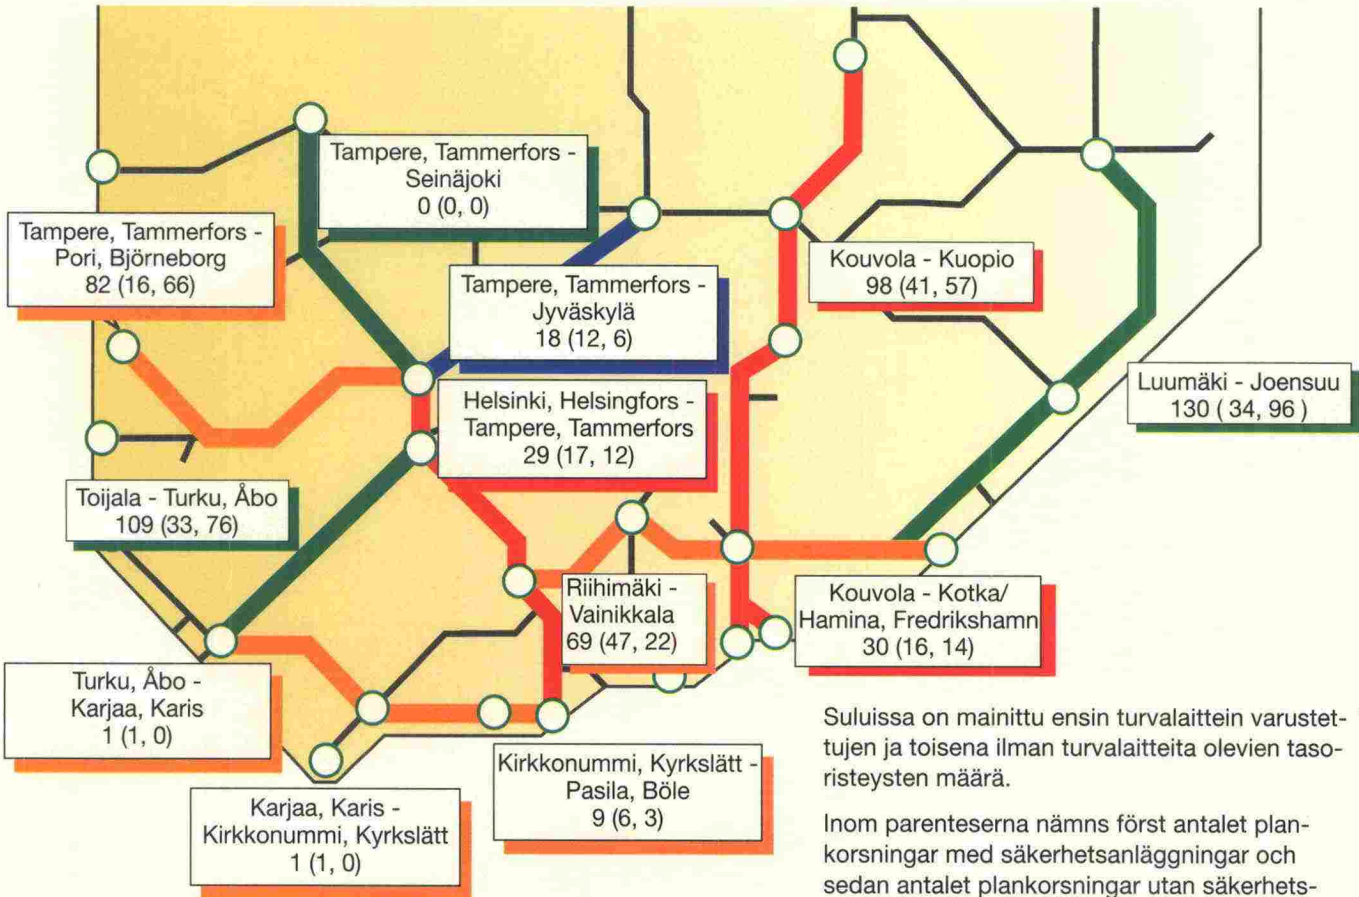 Tampere, Tammerfors -
Seinäjoki
0 (0, 0)
Tampere, Tammerfors -
Pori, Björneborg
82 (16, 66)
Tampere, Tammerfors -
Jyväskylä
18 (12, 6)
Kouvola - Kuopio
98 (41, 57)
Luumäki - Joensuu
130 ( 34, 96 )
Helsinki, Helsingfors -
Tampere, Tammerfors
29 (17, 12)
Toijala - Turku, Åbo
109 (33, 76)
Riihimäki -
Vainikkala
69 (47, 22)
Kouvola - Kotka/
Hamina, Fredrikshamn
30 (16, 14)
Turku, Åbo -
Karjaa, Karis
1 (1, 0)
Kirkkonummi, Kyrkslätt -
Pasila, Böle
9 (6, 3)
Karjaa, Karis -
Kirkkonummi, Kyrkslätt
1 (1, 0)
Suluissa on mainittu ensin turvalaittein varustet-
tujen ja toisena ilman turvalaitteita olevien taso-
risteysten määrä.
Inom parenteserna nämns först antalet plan-
korsningar med säkerhetsanläggningar och
sedan antalet plankorsningar utan säkerhets-